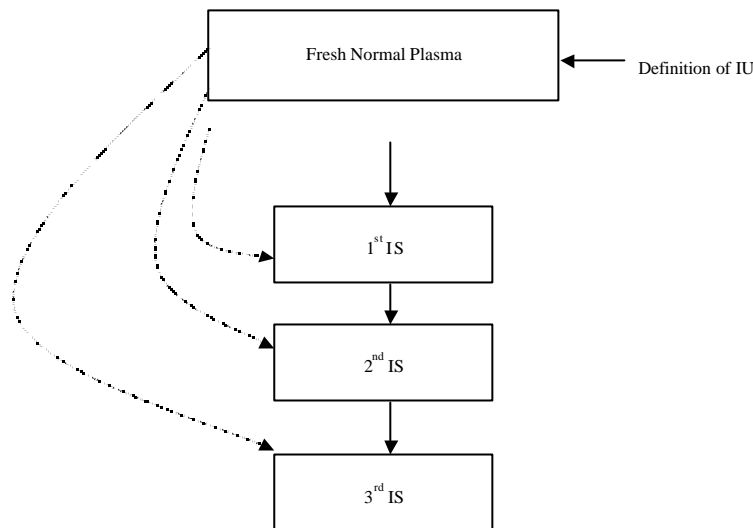 Fresh Normal Plasma
Definition of IU
1st IS
2nd IS
3rd IS